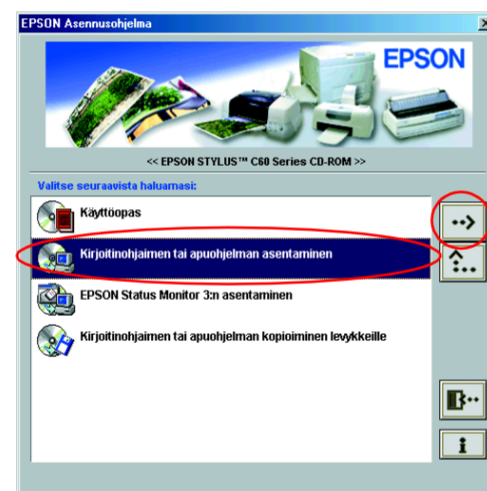 EPSON Asennusohjelma
EPSON
<< EPSON STYLUS™ C60 Series CD-ROM >>
Valitse seuraavista haluamasi:
Käyttöopas
Kirjoitinohjaimen tai apuohjelman asentaminen
EPSON Status Monitor 3:n asentaminen
Kirjoitinohjaimen tai apuohjelman kopioiminen levykkeille